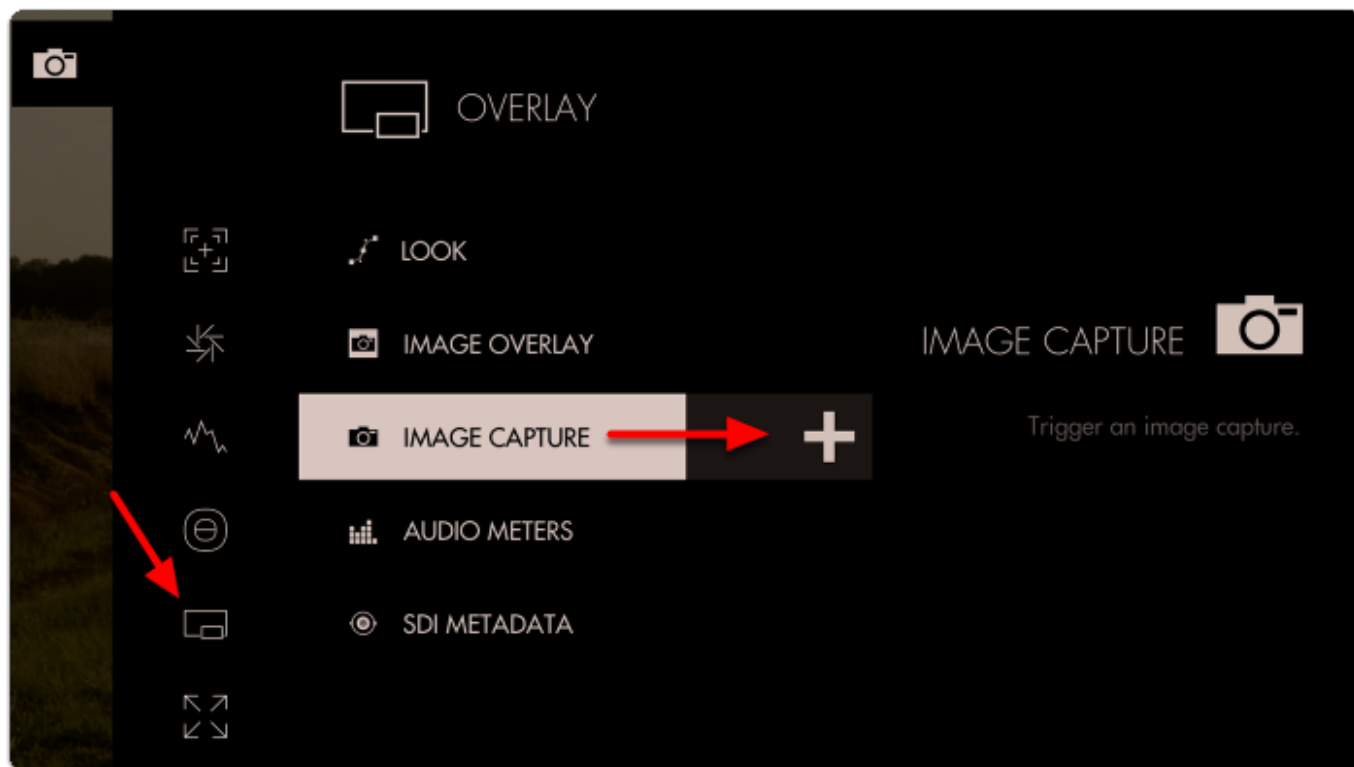 OVERLAY
LOOK
IMAGE OVERLAY
IMAGE CAPTURE
AUDIO METERS
SDI METADATA
IMAGE CAPTURE
Trigger an image capture.